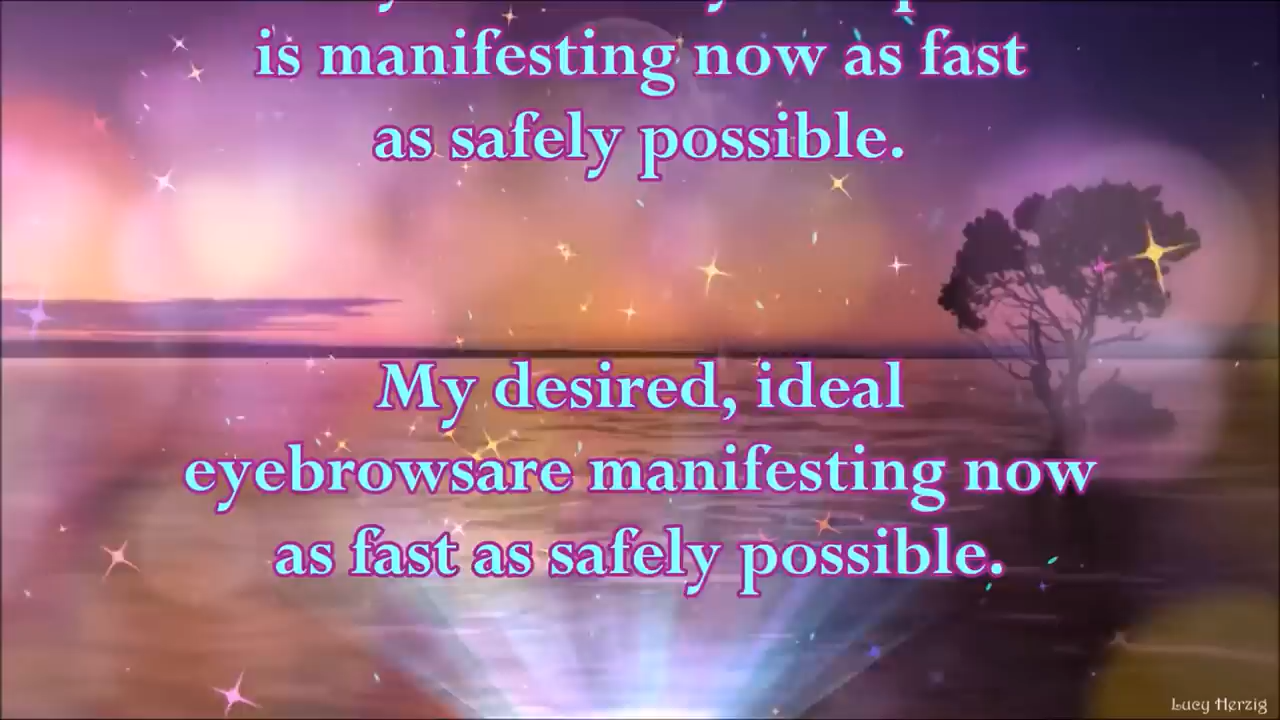 is manifesting now as fast
as safely possible.
My desired, ideal
eyebrowsare manifesting now
as fast as safely possible.
Lucy Herzig